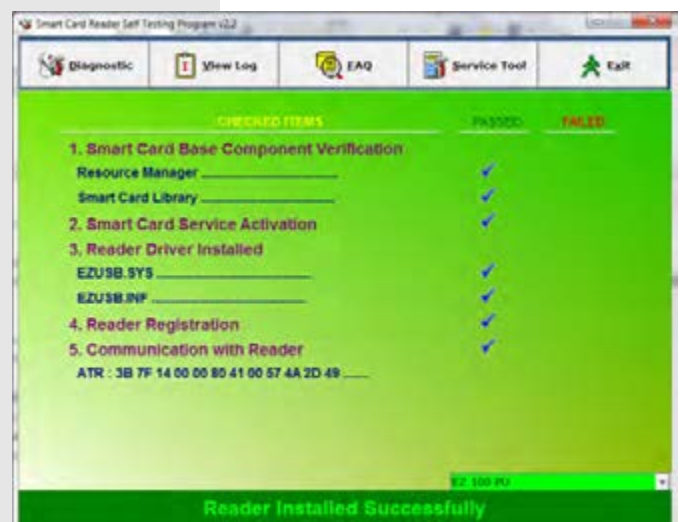 Smart Card Reader Self Testing Program v2.2
Diagnostic View Log FAQ Service Tool Exit
CHECKED ITEMS PASSED FAILED
1. Smart Card Base Component Verification
Resource Manager
Smart Card Library
2. Smart Card Service Activation
3. Reader Driver Installed
EZUSB.SYS
EZUSB.INF
4. Reader Registration
5. Communication with Reader
ATR : 3B 7F 14 00 00 80 41 00 57 4A 2D 49
EZ 100 PU
Reader Installed Successfully